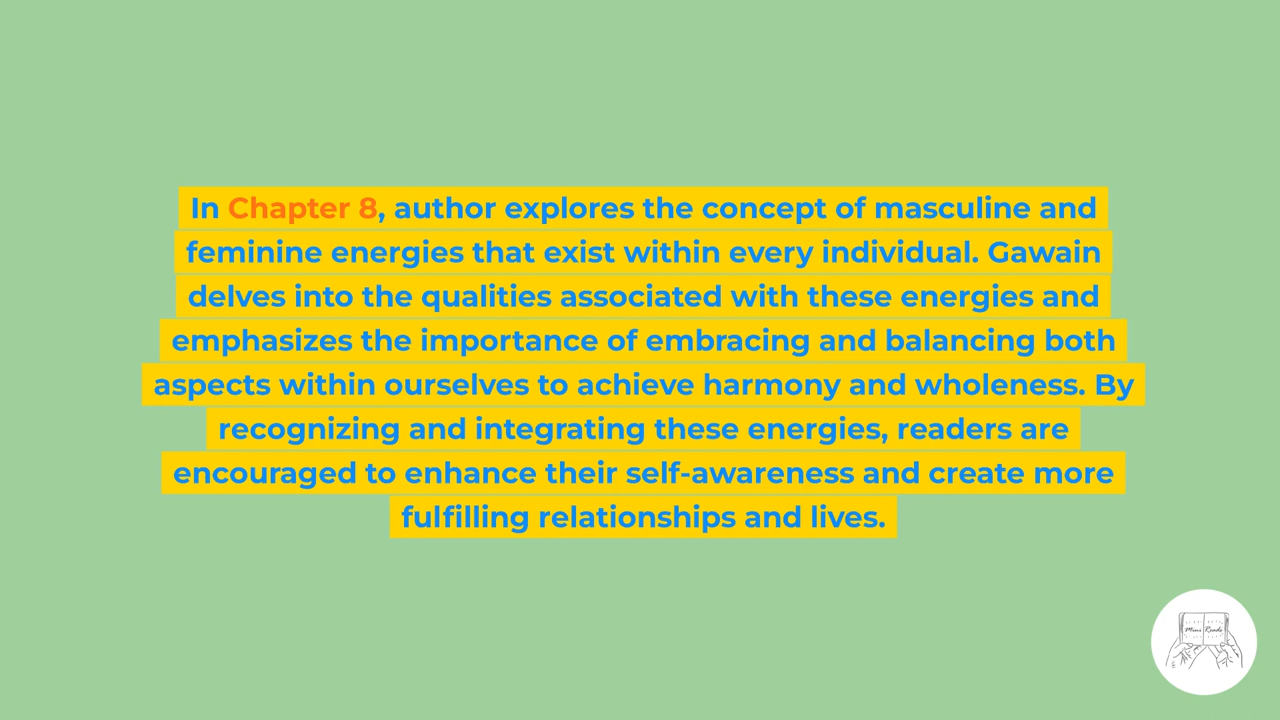 In Chapter 8, author explores the concept of masculine and
feminine energies that exist within every individual. Gawain
delves into the qualities associated with these energies and
emphasizes the importance of embracing and balancing both
aspects within ourselves to achieve harmony and wholeness. By
recognizing and integrating these energies, readers are
encouraged to enhance their self-awareness and create more
fulfilling relationships and lives.
Mini Reads